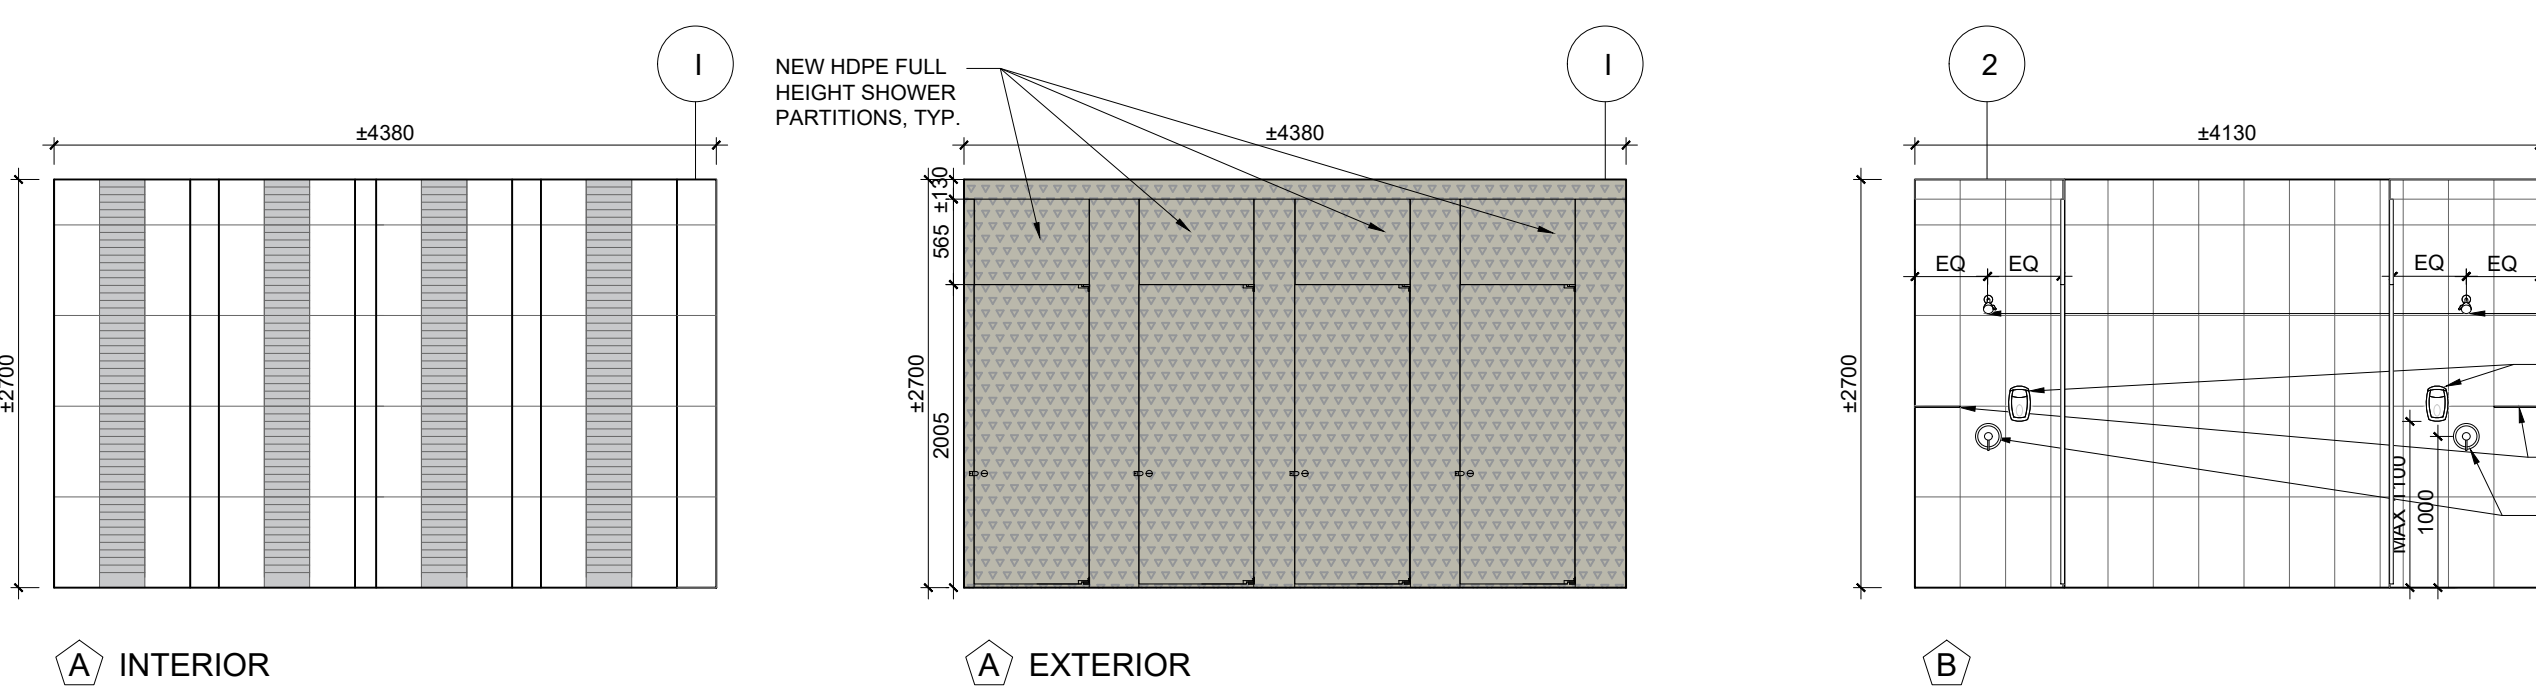 I
±4380
±2700
A INTERIOR
NEW HDPE FULL
HEIGHT SHOWER
PARTITIONS, TYP.
I
±4380
±130
565
±2700
2005
A EXTERIOR
2
±4130
EQ EQ
EQ EQ
±2700
MAX 1100
1000
B